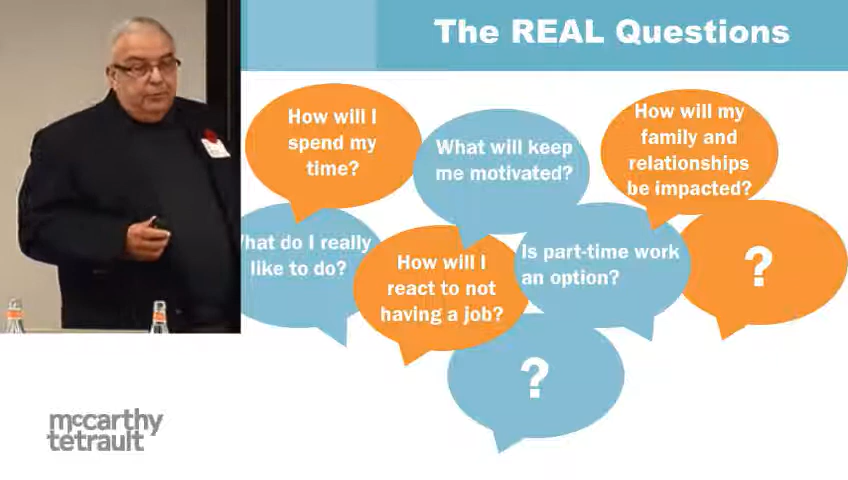 The REAL Questions
How will I
spend my
time?
What will keep
me motivated?
How will my
family and
relationships
be impacted?
hat do I really
like to do?
How will I
react to not
having a job?
Is part-time work
an option?
?
?
mccarthy
tetrault